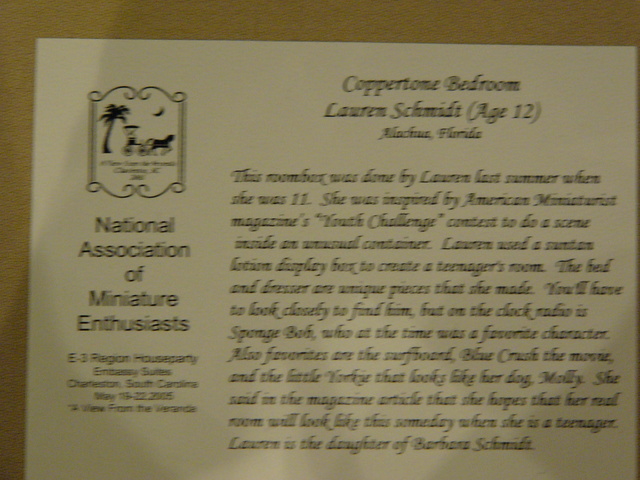 Coppertone Bedroom
Lauren Schmidt (Age 12)
Alachua, Florida
A View From the Veranda
Charleston, SC
2005
National
Association
of
Miniature
Enthusiasts
E-3 Region Houseparty
Embassy Suites
Charleston, South Carolina
May 19-22, 2005
"A View From the Veranda
This roombox was done by Lauren last summer when
she was 11. She was inspired by American Miniaturist
magazine's "Youth Challenge" contest to do a scene
inside an unusual container. Lauren used a suntan
lotion display box to create a teenager's room. The bed
and dresser are unique pieces that she made. You'll have
to look closely to find him, but on the clock radio is
Sponge Bob, who at the time was a favorite character.
Also favorites are the surfboard, Blue Crush the movie,
and the little Yorkie that looks like her dog, Molly. She
said in the magazine article that she hopes that her real
room will look like this someday when she is a teenager.
Lauren is the daughter of Barbara Schmidt.